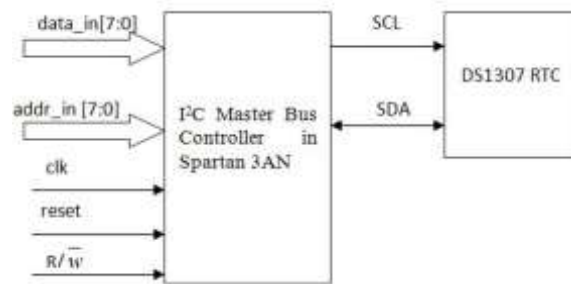 data_in[7:0]
addr_in [7:0]
clk
reset
R/w̅
I²C Master Bus
Controller in
Spartan 3AN
SCL
SDA
DS1307 RTC